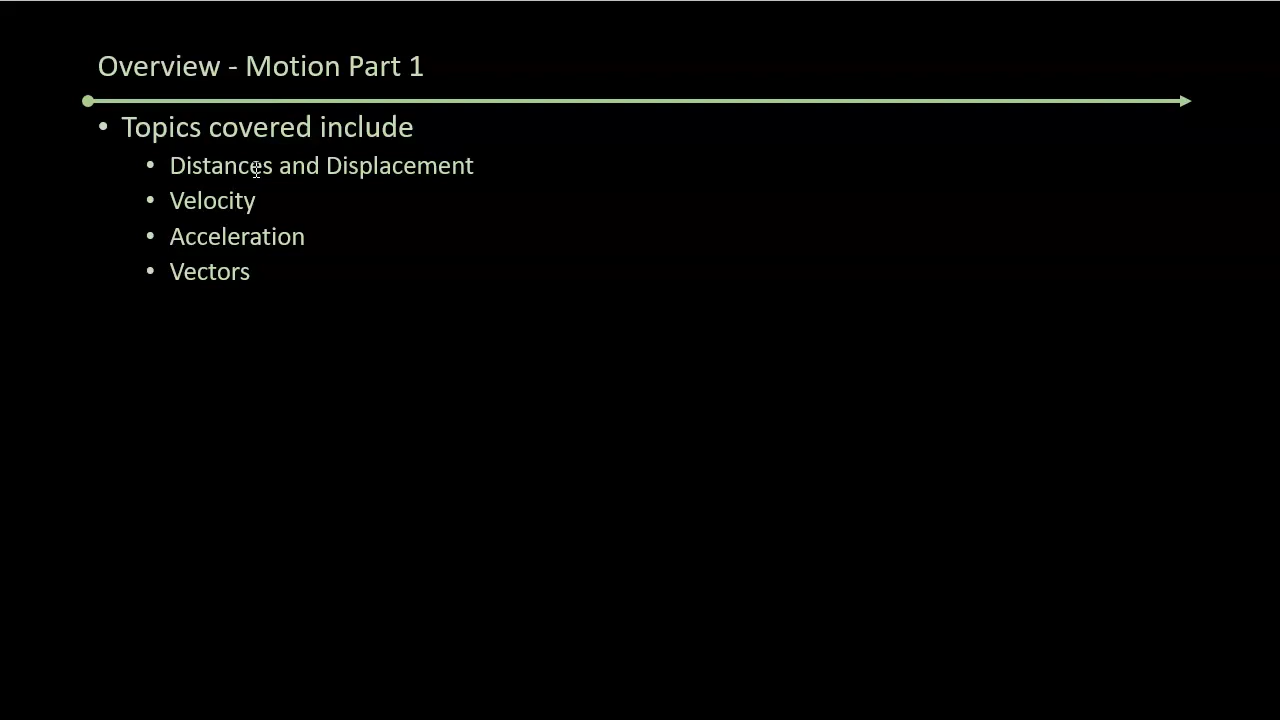 Overview - Motion Part 1
• Topics covered include
• Distances and Displacement
• Velocity
• Acceleration
• Vectors